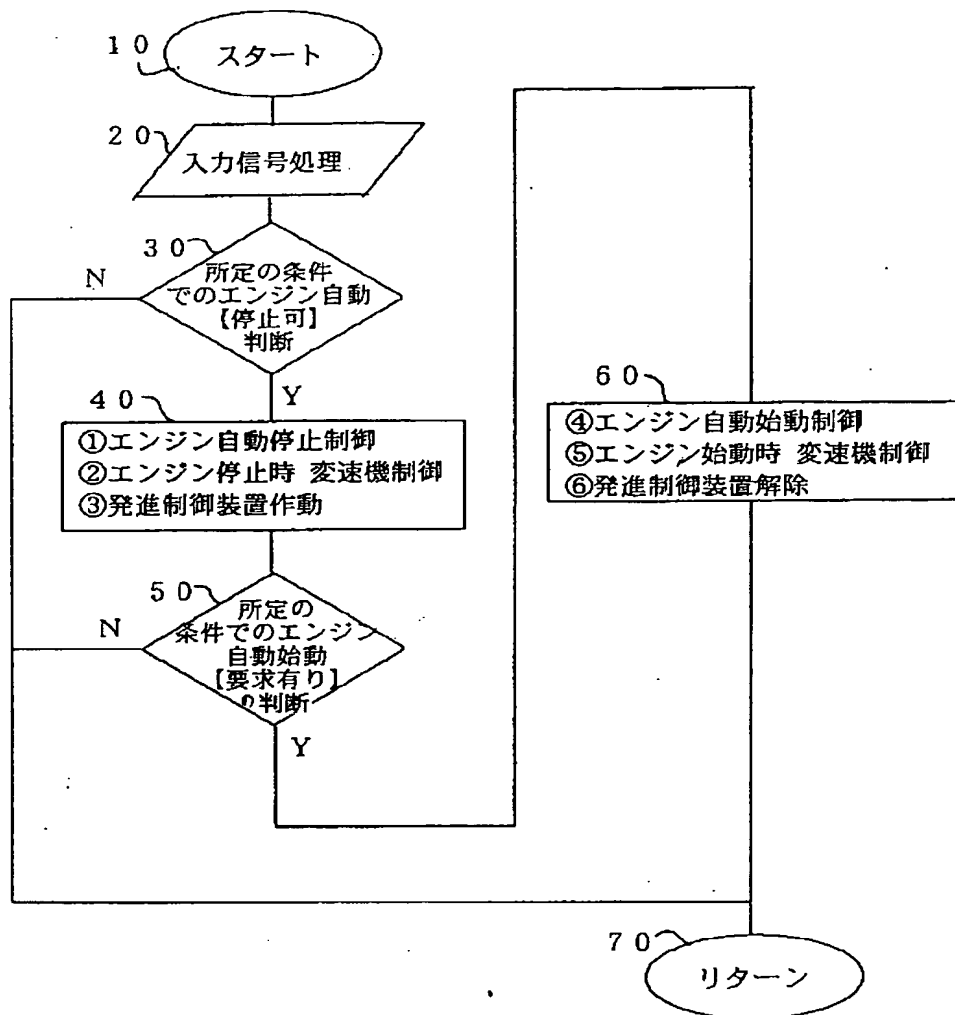 10
スタート
20
入力信号処理
30
N
所定の条件
でのエンジン自動
【停止可】
判断
Y
40
①エンジン自動停止制御
②エンジン停止時 変速機制御
③発進制御装置作動
50
N
所定の
条件でのエンジン
自動始動
【要求有り】
の判断
Y
60
④エンジン自動始動制御
⑤エンジン始動時 変速機制御
⑥発進制御装置解除
70
リターン